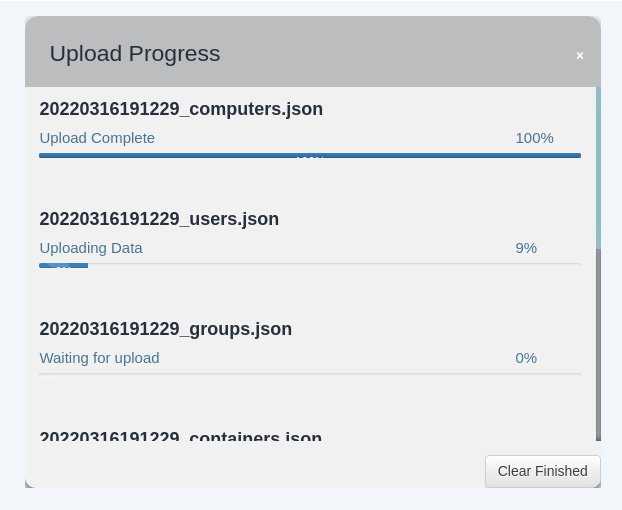 Upload Progress
×
20220316191229_computers.json
Upload Complete 100%
20220316191229_users.json
Uploading Data 9%
20220316191229_groups.json
Waiting for upload 0%
20220316191229_containers.json
Clear Finished